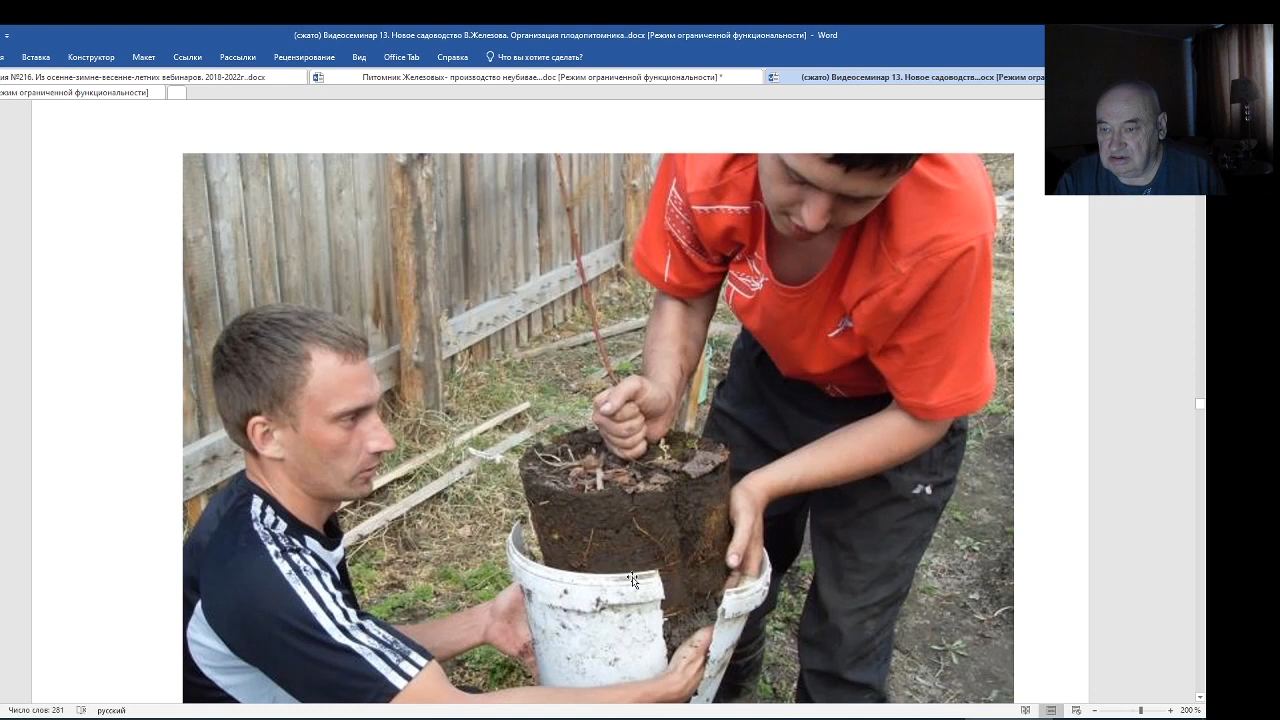 (сжато) Видеосеминар 13. Новое садоводство В.Железова. Организация плодопитомника..docx [Режим ограниченной функциональности] - Word
я Вставка Конструктор Макет Ссылки Рассылки Рецензирование Вид Office Tab Справка Что вы хотите сделать?
ия №216. Из осенне-зимне-весенне-летних вебинаров. 2018-2022г..docx Питомник Железовых- производство неубивае...doc [Режим ограниченной функциональности] * (сжато) Видеосеминар 13. Новое садоводств...ocx [Режим огра
жим ограниченной функциональности]
Число слов: 281 русский 200 %